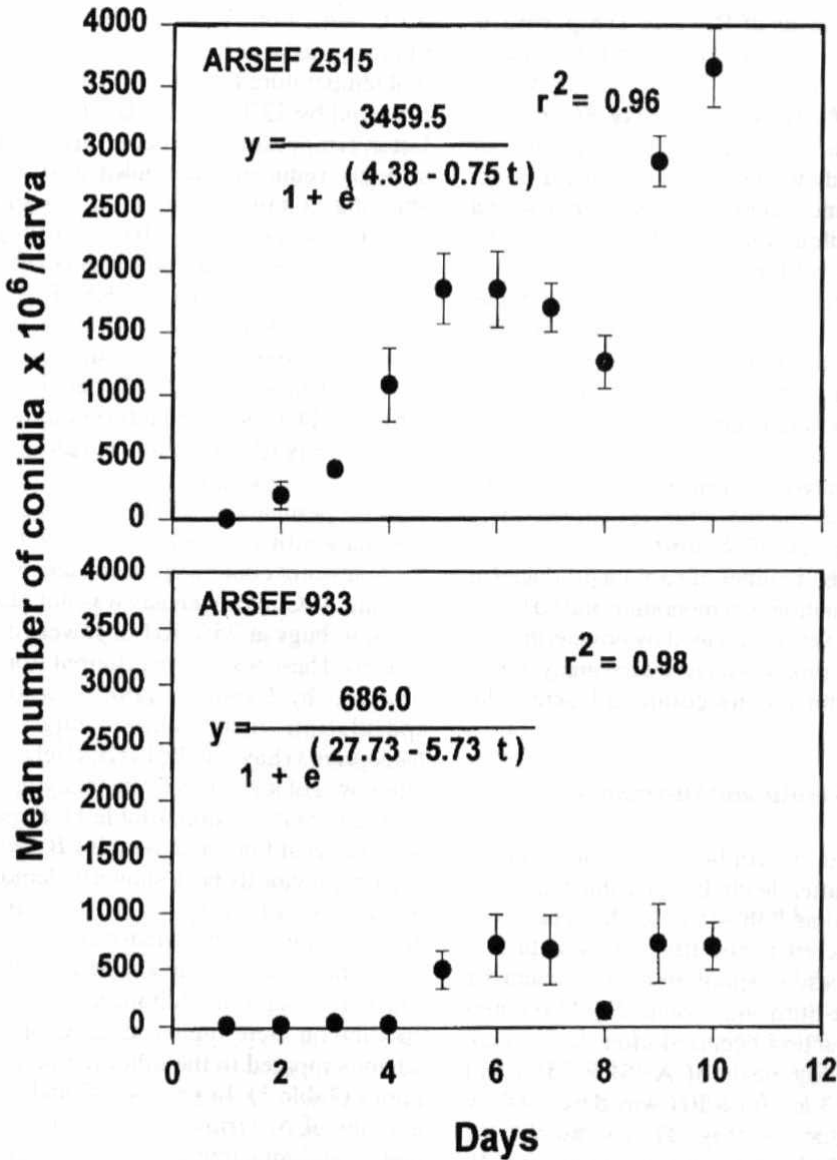 Mean number of conidia x 10^6/larva
4000
3500
3000
2500
2000
1500
1000
500
0
ARSEF 2515
r^2 = 0.96
3459.5
y =
1 + e^(4.38 - 0.75 t)
4000
3500
3000
2500
2000
1500
1000
500
0
ARSEF 933
r^2 = 0.98
686.0
y =
1 + e^(27.73 - 5.73 t)
0 2 4 6 8 10 12
Days